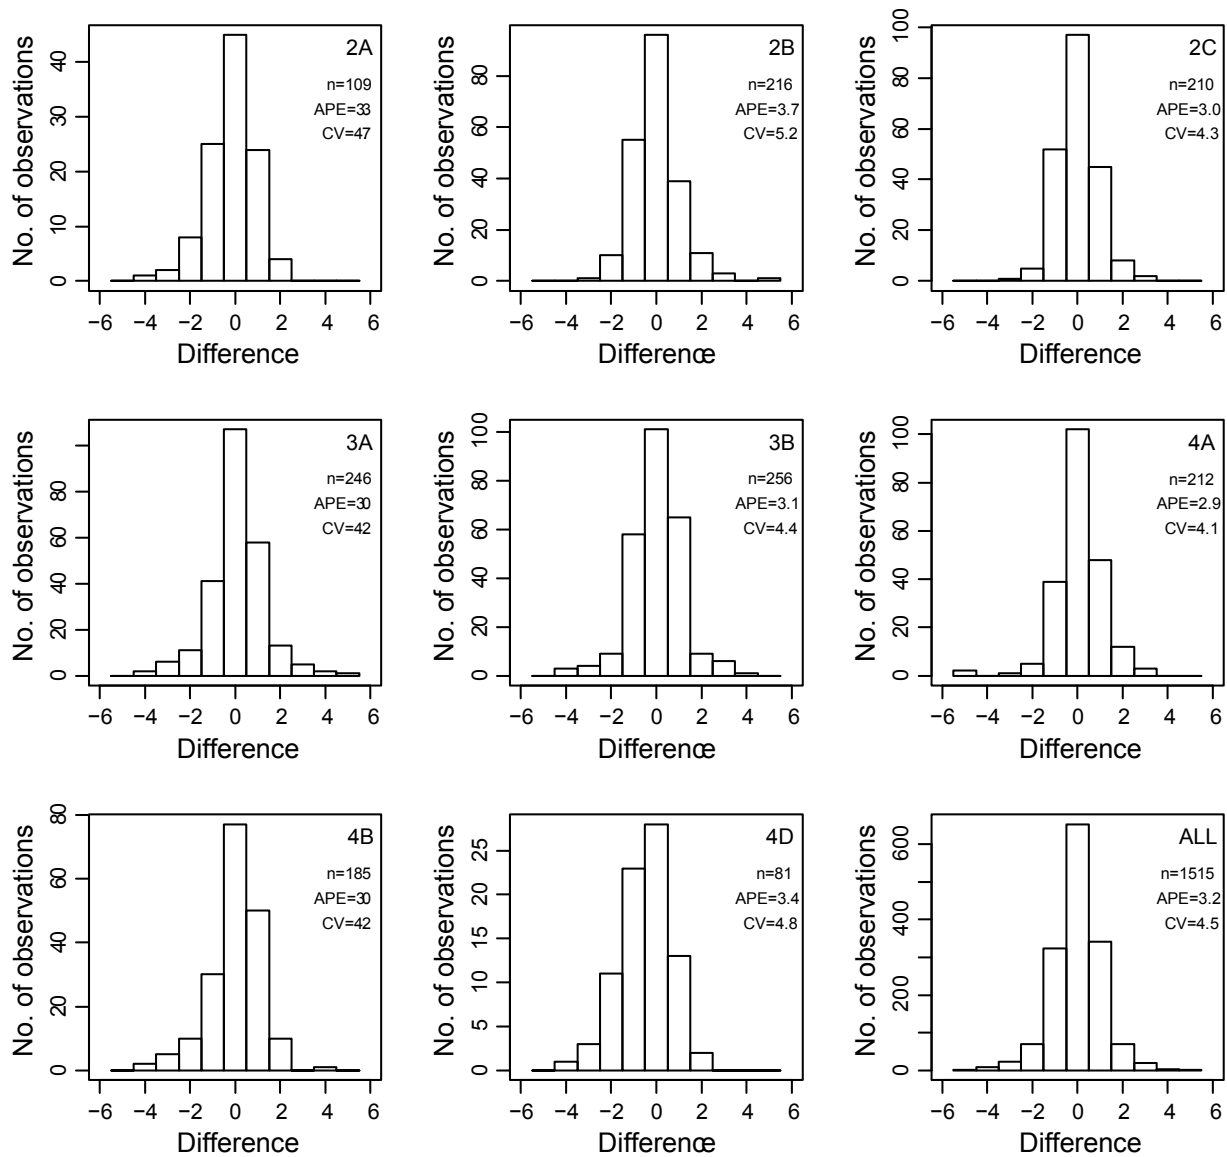 No. of observations
0 10 20 30 40
2A
n=109
APE=33
CV=47
−6 −4 −2 0 2 4 6
Difference
No. of observations
0 20 40 60 80
2B
n=216
APE=3.7
CV=5.2
−6 −4 −2 0 2 4 6
Difference
No. of observations
0 20 40 60 80 100
2C
n=210
APE=3.0
CV=4.3
−6 −4 −2 0 2 4 6
Difference
No. of observations
0 20 40 60 80
3A
n=246
APE=30
CV=42
−6 −4 −2 0 2 4 6
Difference
No. of observations
0 20 40 60 80 100
3B
n=256
APE=3.1
CV=4.4
−6 −4 −2 0 2 4 6
Difference
No. of observations
0 20 40 60 80 100
4A
n=212
APE=2.9
CV=4.1
−6 −4 −2 0 2 4 6
Difference
No. of observations
0 20 40 60 80
4B
n=185
APE=30
CV=42
−6 −4 −2 0 2 4 6
Difference
No. of observations
0 5 10 15 20 25
4D
n=81
APE=3.4
CV=4.8
−6 −4 −2 0 2 4 6
Difference
No. of observations
0 200 400 600
ALL
n=1515
APE=3.2
CV=4.5
−6 −4 −2 0 2 4 6
Difference